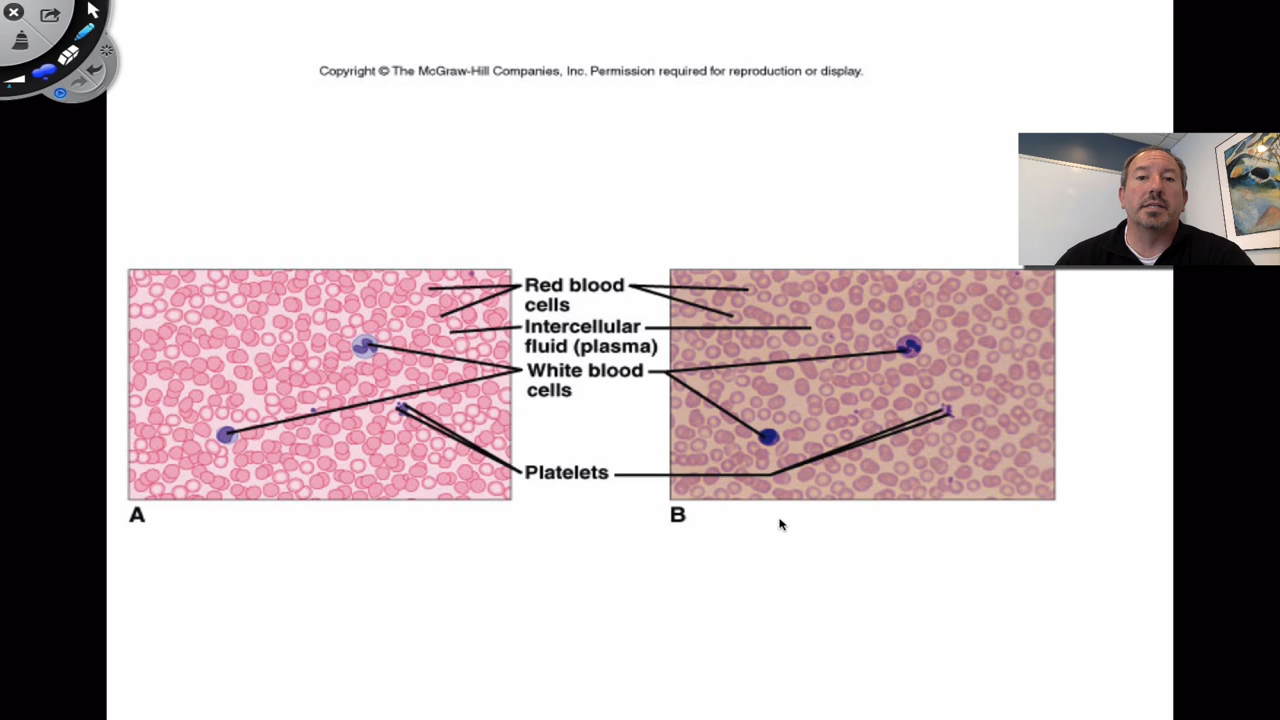 Copyright © The McGraw-Hill Companies, Inc. Permission required for reproduction or display.
Red blood
cells
Intercellular
fluid (plasma)
White blood
cells
Platelets
A
B